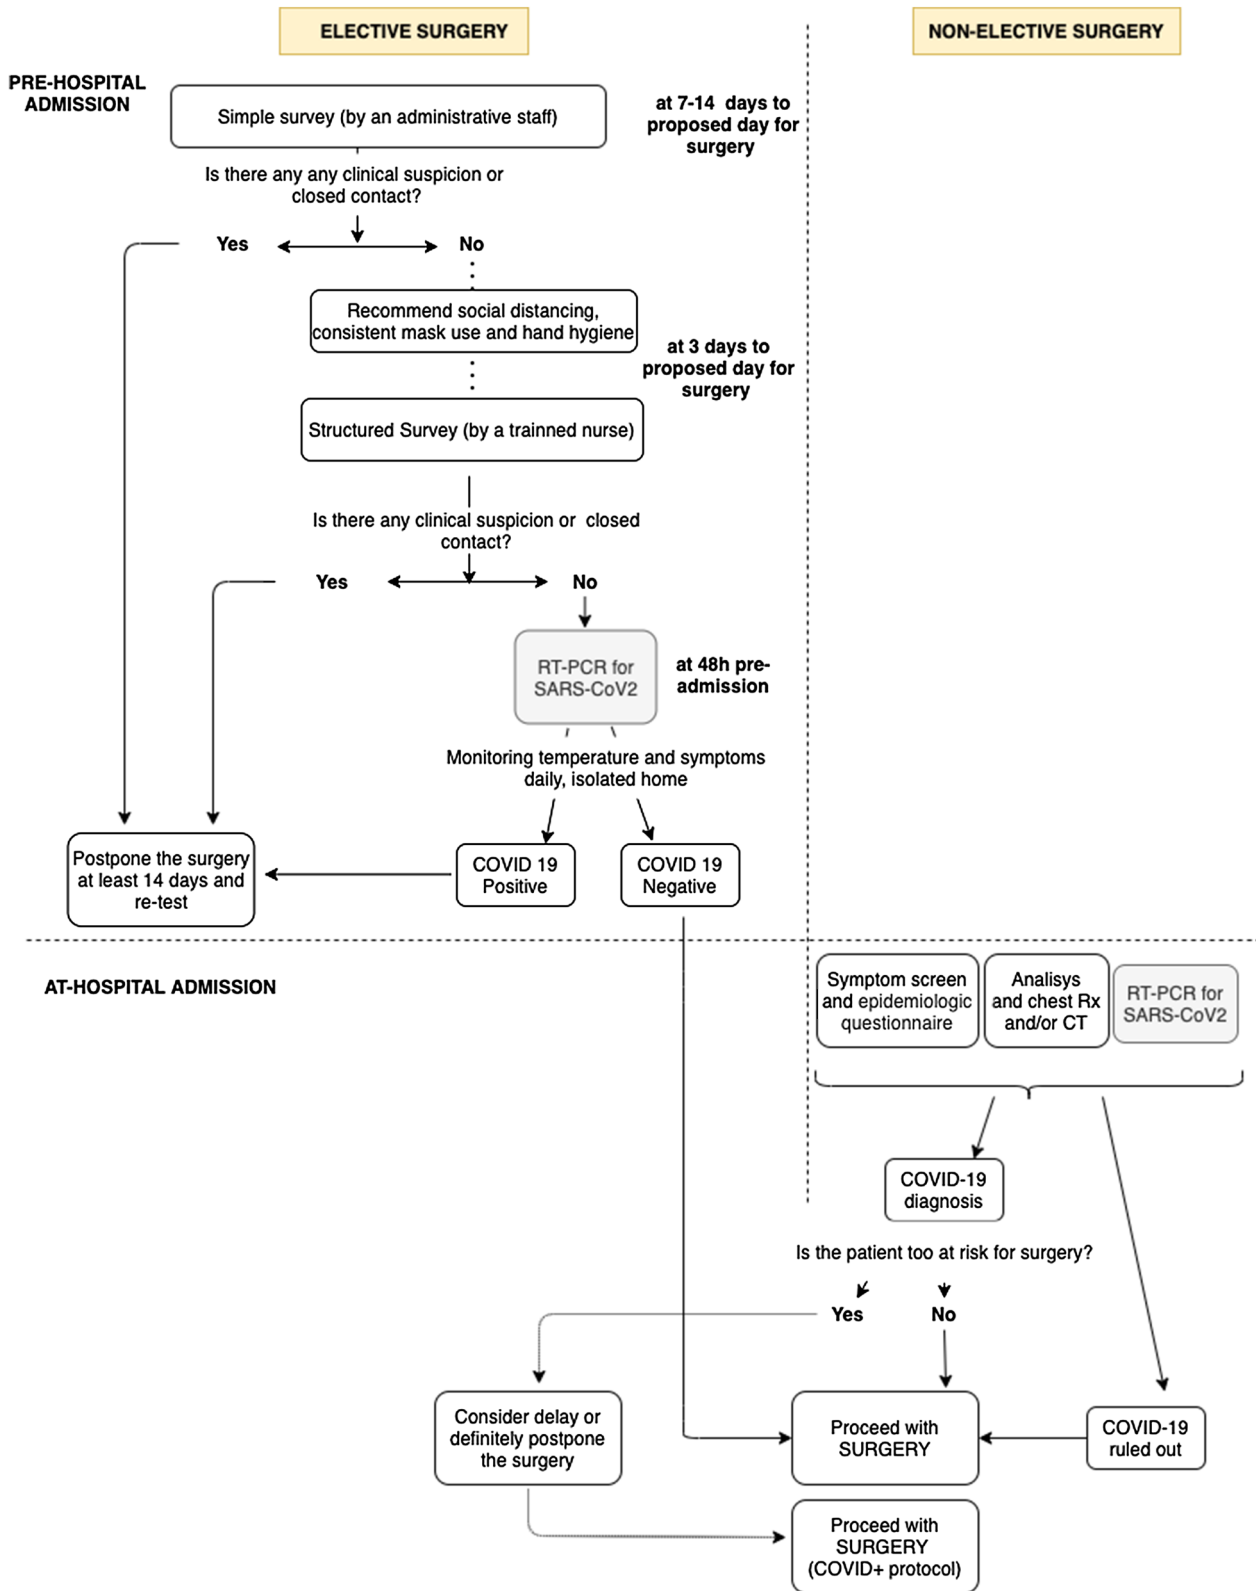 ELECTIVE SURGERY
NON-ELECTIVE SURGERY
PRE-HOSPITAL
ADMISSION
Simple survey (by an administrative staff)
at 7-14 days to
proposed day for
surgery
Is there any any clinical suspicion or
closed contact?
Yes
No
Recommend social distancing,
consistent mask use and hand hygiene
at 3 days to
proposed day for
surgery
Structured Survey (by a trainned nurse)
Is there any clinical suspicion or closed
contact?
Yes
No
RT-PCR for
SARS-CoV2
at 48h pre-
admission
Monitoring temperature and symptoms
daily, isolated home
Postpone the surgery
at least 14 days and
re-test
COVID 19
Positive
COVID 19
Negative
AT-HOSPITAL ADMISSION
Symptom screen
and epidemiologic
questionnaire
Analisys
and chest Rx
and/or CT
RT-PCR for
SARS-CoV2
COVID-19
diagnosis
Is the patient too at risk for surgery?
Yes
No
Consider delay or
definitely postpone
the surgery
Proceed with
SURGERY
COVID-19
ruled out
Proceed with
SURGERY
(COVID+ protocol)